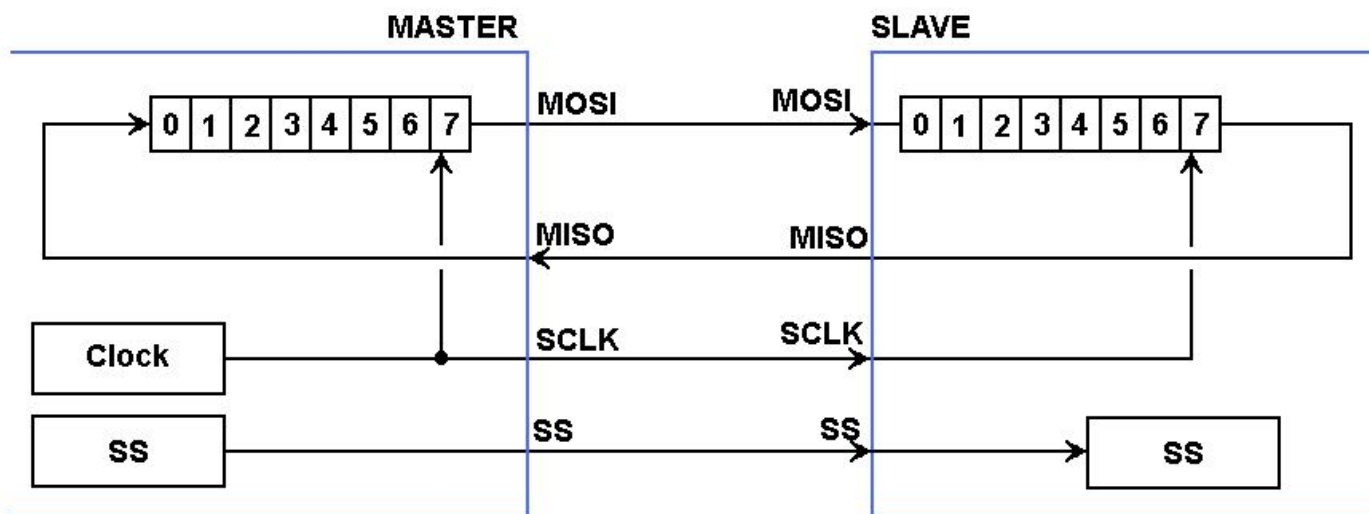 MASTER SLAVE
MOSI MOSI
0 1 2 3 4 5 6 7 0 1 2 3 4 5 6 7
MISO MISO
Clock SCLK SCLK
SS SS SS SS